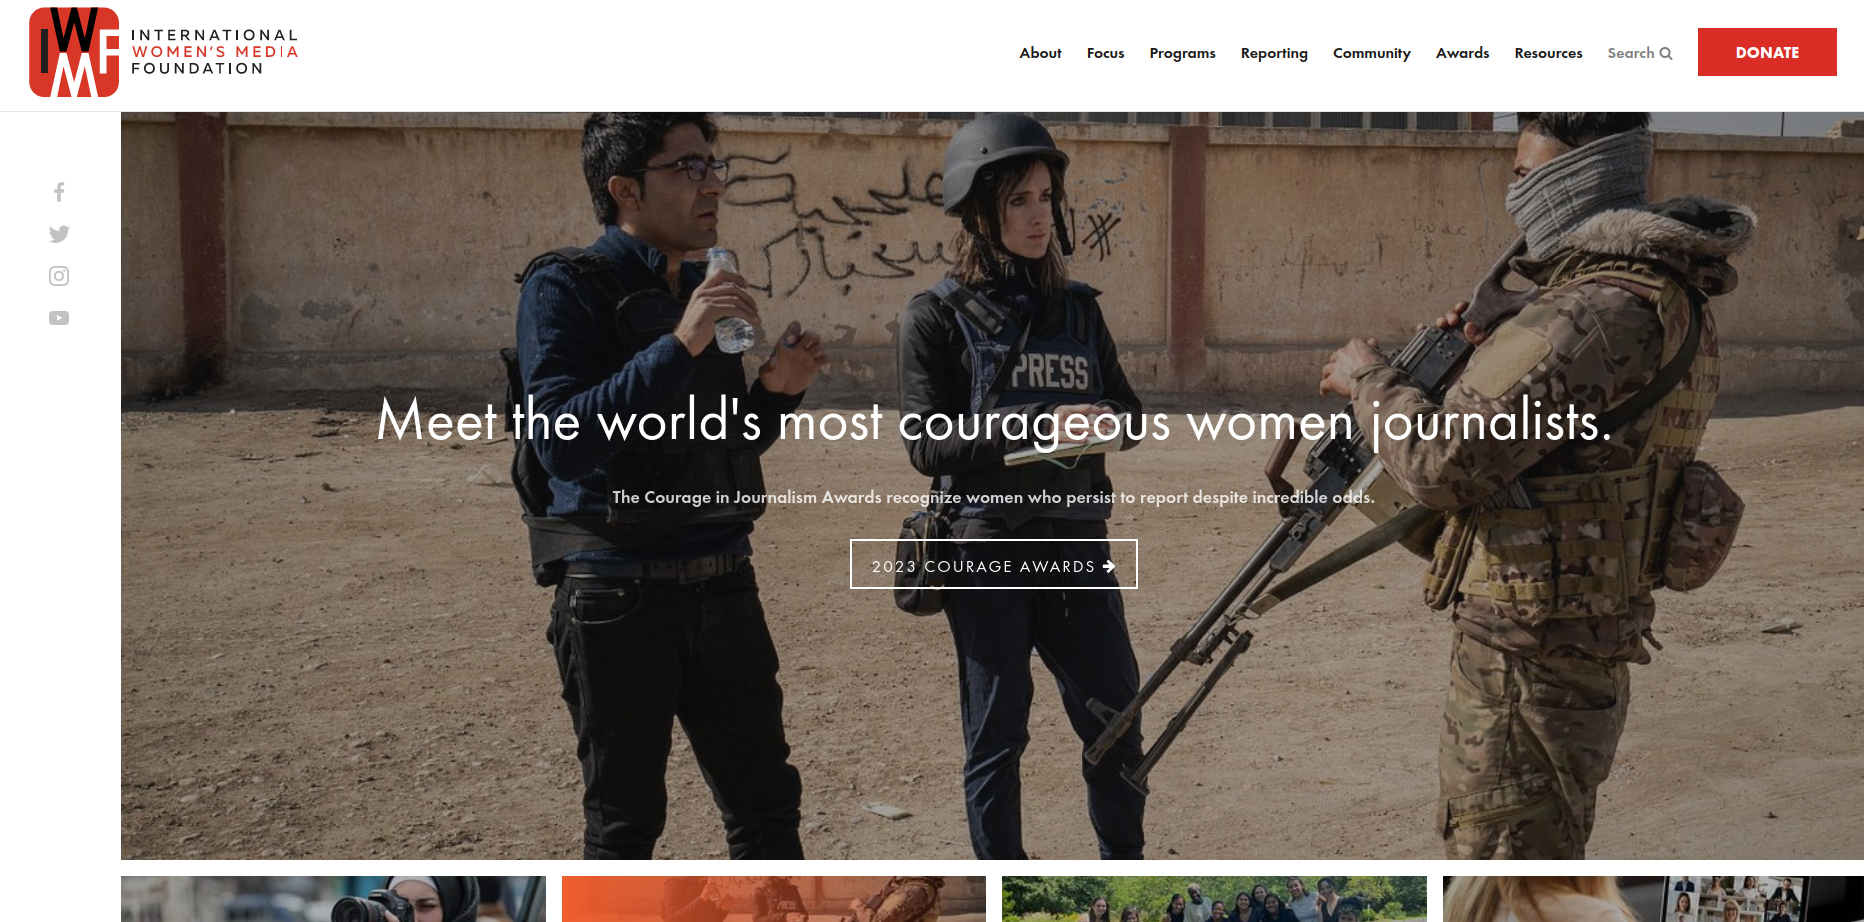 IWMF
INTERNATIONAL
WOMEN'S MEDIA
FOUNDATION
About Focus Programs Reporting Community Awards Resources Search DONATE
PRESS
Meet the world's most courageous women journalists.
The Courage in Journalism Awards recognize women who persist to report despite incredible odds.
2023 COURAGE AWARDS